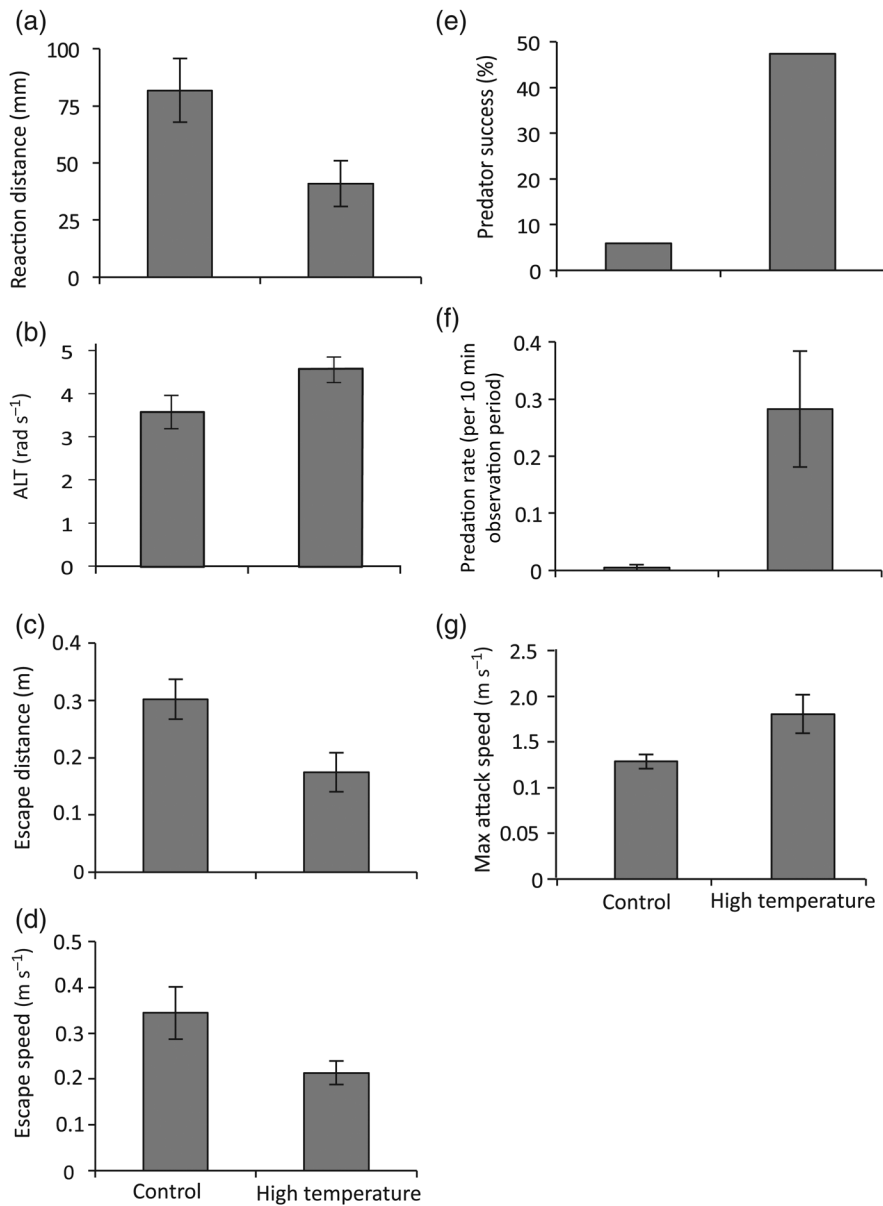 (a)
Reaction distance (mm)
100
75
50
25
0
(b)
ALT (rad s⁻¹)
5
4
3
2
1
0
(c)
Escape distance (m)
0.4
0.3
0.2
0.1
0
(d)
Escape speed (m s⁻¹)
0.5
0.4
0.3
0.2
0.1
0
Control
High temperature
(e)
Predator success (%)
50
40
30
20
10
0
(f)
Predation rate (per 10 min
observation period)
0.4
0.3
0.2
0.1
0
(g)
Max attack speed (m s⁻¹)
2.5
2.0
1.5
0.1
0.05
0
Control
High temperature